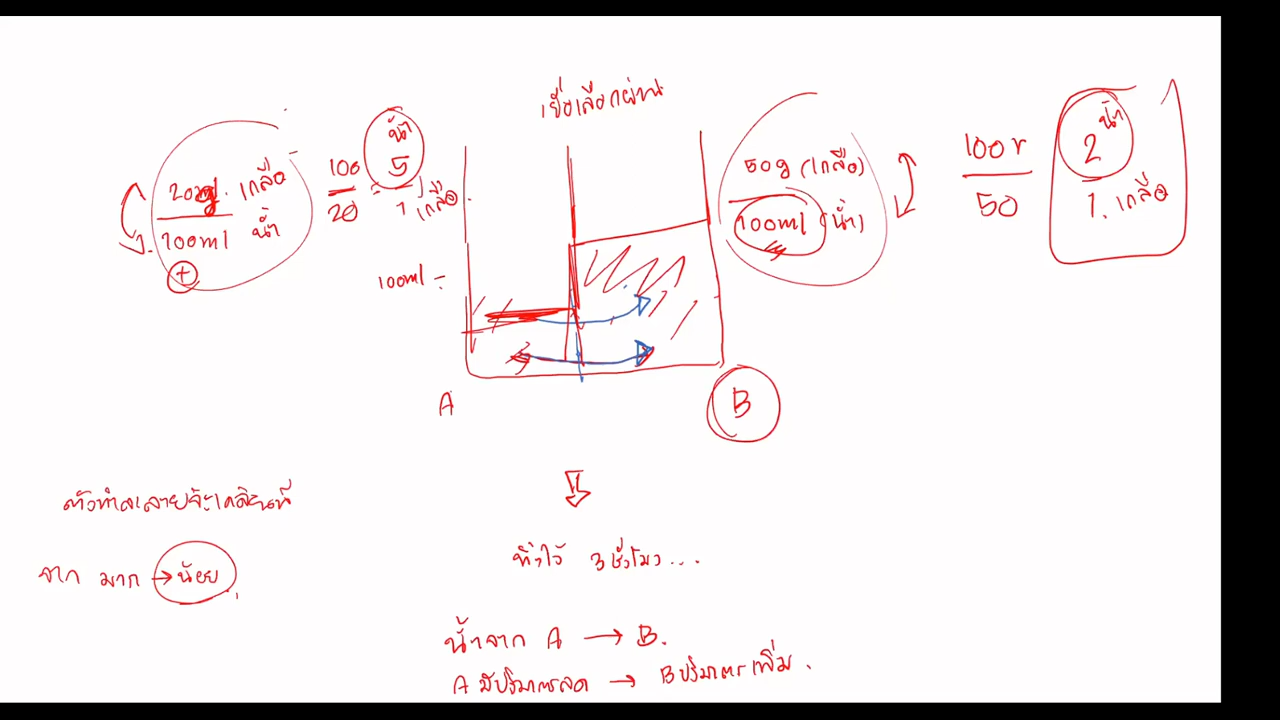 เยื่อเลือกผ่าน
20 g. เกลือ
100ml น้ำ
+
100
20
=
น้ำ
5
1 เกลือ.
50g (เกลือ)
100ml (น้ำ)
100
50
น้ำ
2
1. เกลือ
100ml
A
B
ตัวทำละลายจะเคลื่อนที่
จาก มาก → น้อย
ทิ้งไว้ 3 ชั่วโมง...
น้ำจาก A → B.
A มีปริมาตรลด → B ปริมาตรเพิ่ม.